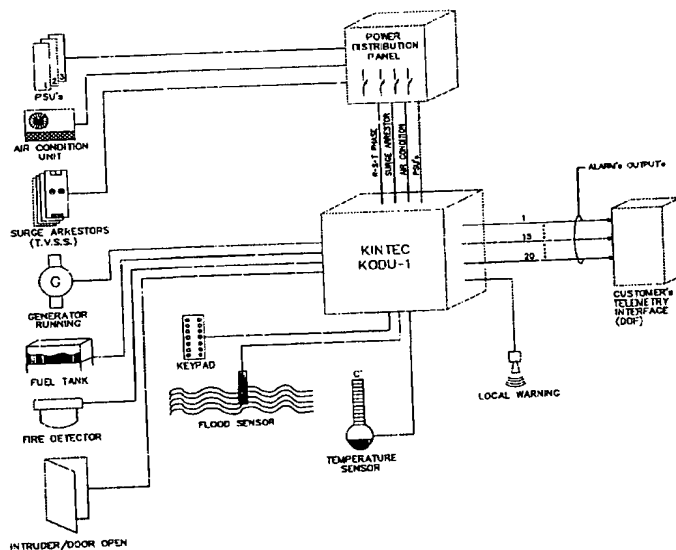 POWER
DISTRIBUTION
PANEL
1
2
3
PSU's
AIR CONDITION
UNIT
R-S-T PHASE
SURGE ARRESTOR
AIR CONDITION
PSU's
SURGE ARRESTORS
(T.V.S.S.)
ALARM's OUTPUTs
KINTEC
KODU-1
1
15
20
CUSTOMER's
TELEMETRY
INTERFACE
(DDF)
G
GENERATOR
RUNNING
KEYPAD
FUEL TANK
FLOOD SENSOR
C°
LOCAL WARNING
FIRE DETECTOR
TEMPERATURE
SENSOR
INTRUDER/DOOR OPEN